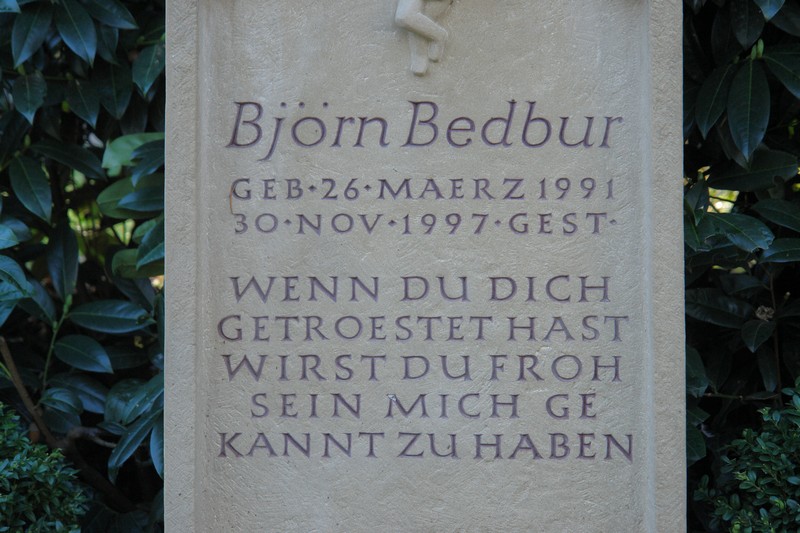 Björn Bedbur
GEB·26·MAERZ 1991
30·NOV·1997·GEST·
WENN DU DICH
GETROESTET HAST
WIRST DU FROH
SEIN MICH GE
KANNT ZU HABEN